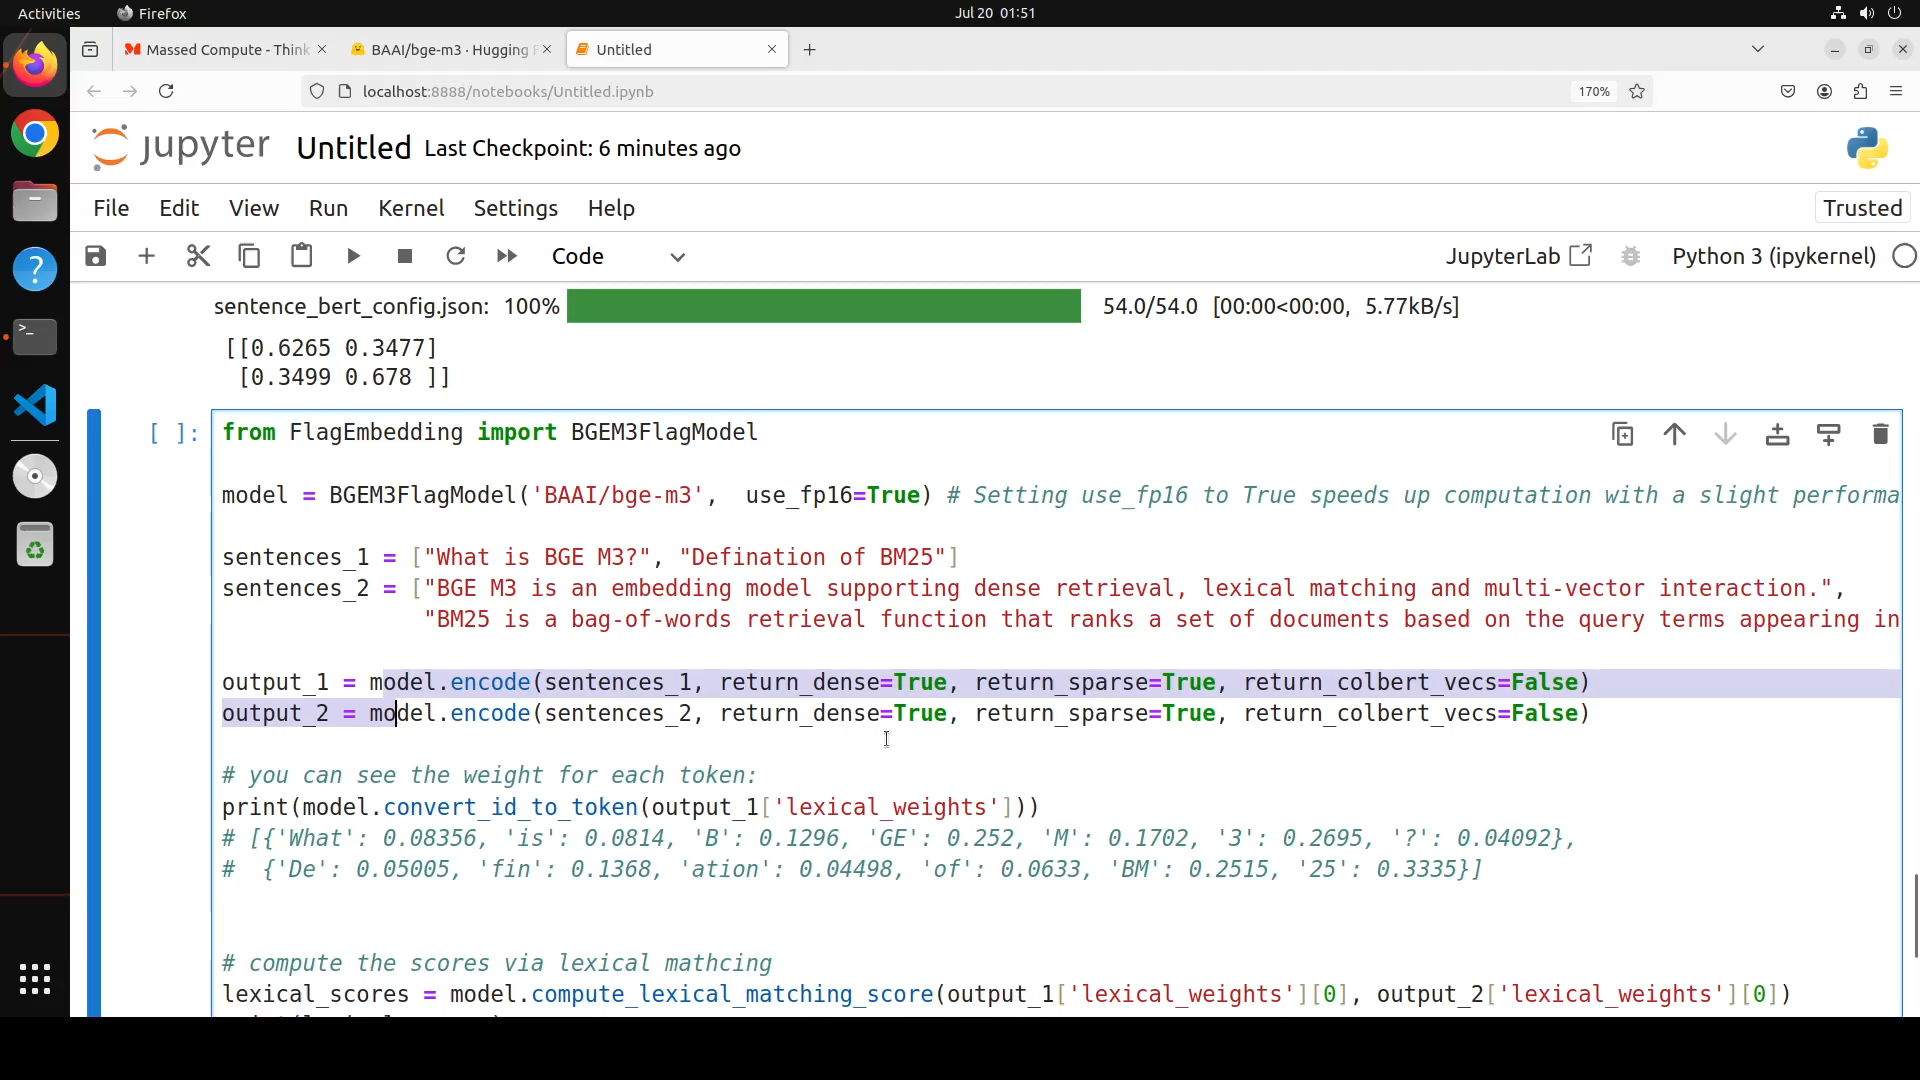 Activities Firefox Jul 20 01:51
Massed Compute - Think BAAI/bge-m3 · Hugging F Untitled
localhost:8888/notebooks/Untitled.ipynb 170%
jupyter Untitled Last Checkpoint: 6 minutes ago
File Edit View Run Kernel Settings Help Trusted
Code JupyterLab Python 3 (ipykernel)
sentence_bert_config.json: 100% 54.0/54.0 [00:00<00:00, 5.77kB/s]
[[0.6265 0.3477]
[0.3499 0.678 ]]
[ ]: from FlagEmbedding import BGEM3FlagModel
model = BGEM3FlagModel('BAAI/bge-m3', use_fp16=True) # Setting use_fp16 to True speeds up computation with a slight performa
sentences_1 = ["What is BGE M3?", "Defination of BM25"]
sentences_2 = ["BGE M3 is an embedding model supporting dense retrieval, lexical matching and multi-vector interaction.",
"BM25 is a bag-of-words retrieval function that ranks a set of documents based on the query terms appearing in
output_1 = model.encode(sentences_1, return_dense=True, return_sparse=True, return_colbert_vecs=False)
output_2 = model.encode(sentences_2, return_dense=True, return_sparse=True, return_colbert_vecs=False)
# you can see the weight for each token:
print(model.convert_id_to_token(output_1['lexical_weights']))
# [{'What': 0.08356, 'is': 0.0814, 'B': 0.1296, 'GE': 0.252, 'M': 0.1702, '3': 0.2695, '?': 0.04092},
#  {'De': 0.05005, 'fin': 0.1368, 'ation': 0.04498, 'of': 0.0633, 'BM': 0.2515, '25': 0.3335}]
# compute the scores via lexical mathcing
lexical_scores = model.compute_lexical_matching_score(output_1['lexical_weights'][0], output_2['lexical_weights'][0])